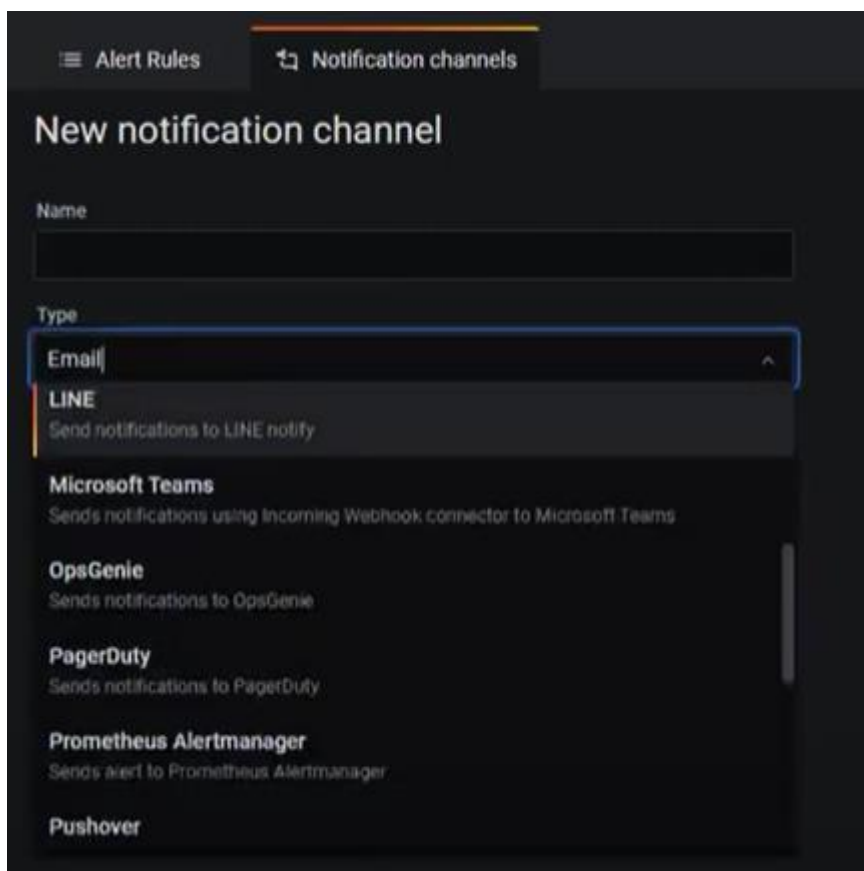 Alert Rules
Notification channels
New notification channel
Name
Type
Email
LINE
Send notifications to LINE notify
Microsoft Teams
Sends notifications using Incoming Webhook connector to Microsoft Teams
OpsGenie
Sends notifications to OpsGenie
PagerDuty
Sends notifications to PagerDuty
Prometheus Alertmanager
Sends alert to Prometheus Alertmanager
Pushover